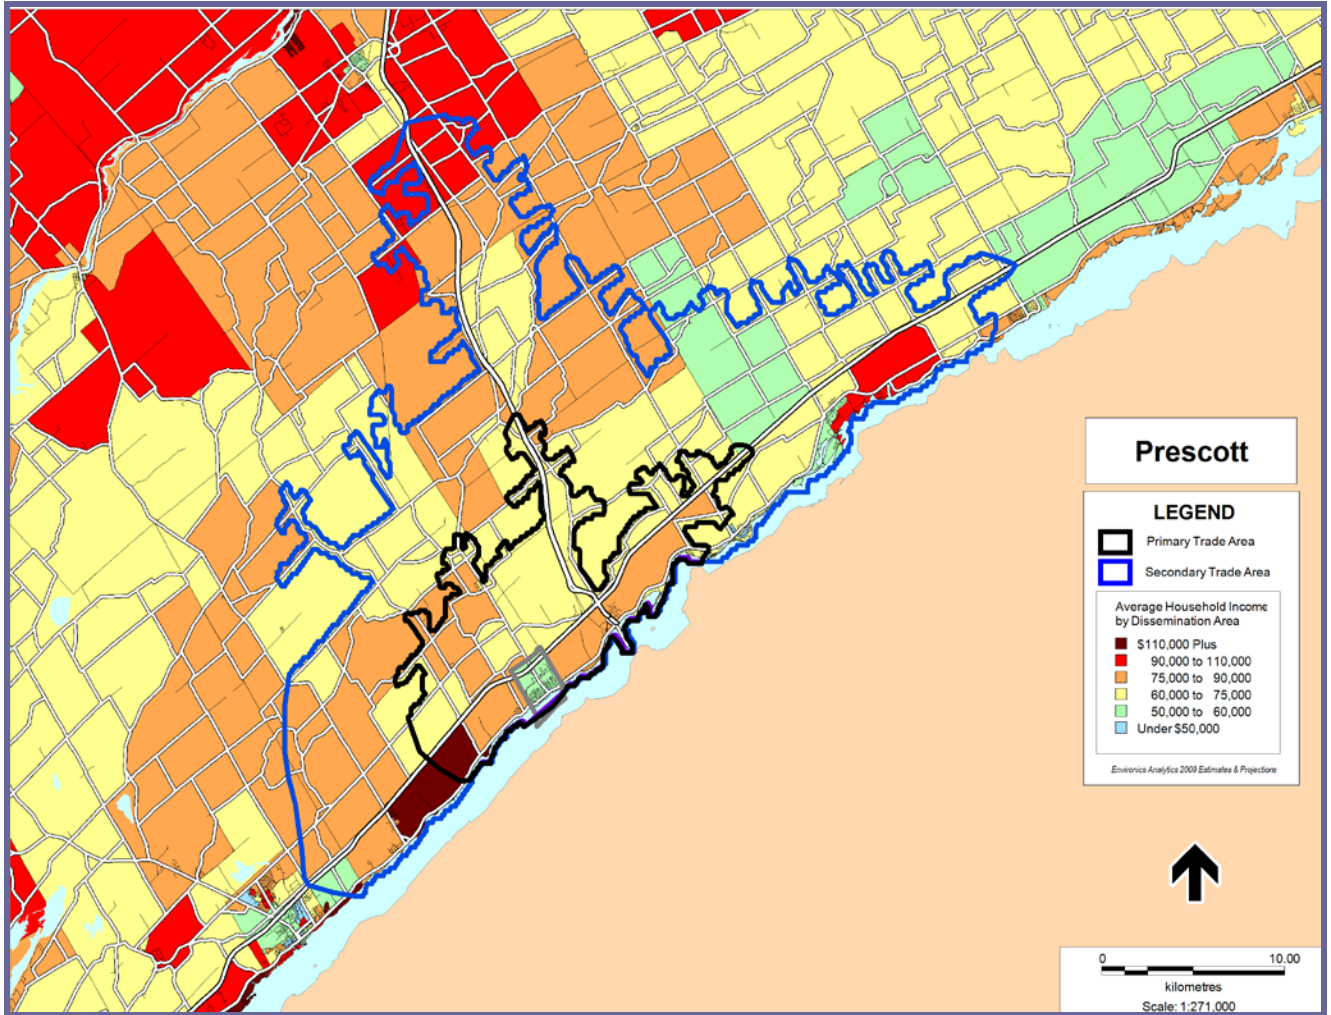 Prescott
LEGEND
Primary Trade Area
Secondary Trade Area
Average Household Income
by Dissemination Area
$110,000 Plus
90,000 to 110,000
75,000 to 90,000
60,000 to 75,000
50,000 to 60,000
Under $50,000
Environics Analytics 2009 Estimates & Projections
0 10.00
kilometres
Scale: 1:271,000